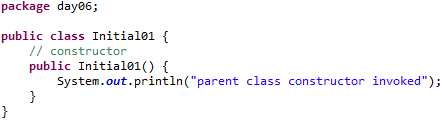 package day06;
public class Initial01 {
// constructor
public Initial01() {
System.out.println("parent class constructor invoked");
}
}